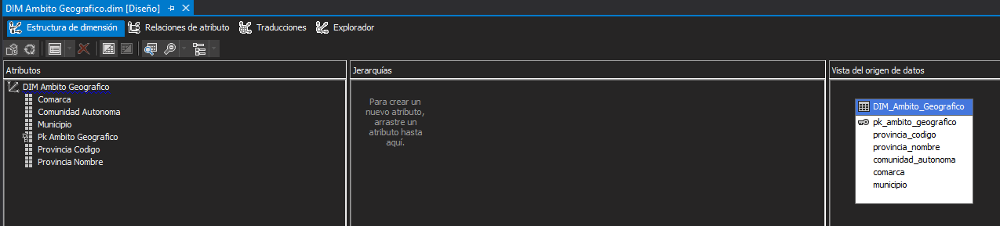 DIM Ambito Geografico.dim [Diseño]
Estructura de dimensión
Relaciones de atributo
Traducciones
Explorador
Atributos
DIM Ambito Geografico
Comarca
Comunidad Autonoma
Municipio
Pk Ambito Geografico
Provincia Codigo
Provincia Nombre
Jerarquías
Para crear un
nuevo atributo,
arrastre un
atributo hasta
aquí.
Vista del origen de datos
DIM_Ambito_Geografico
pk_ambito_geografico
provincia_codigo
provincia_nombre
comunidad_autonoma
comarca
municipio